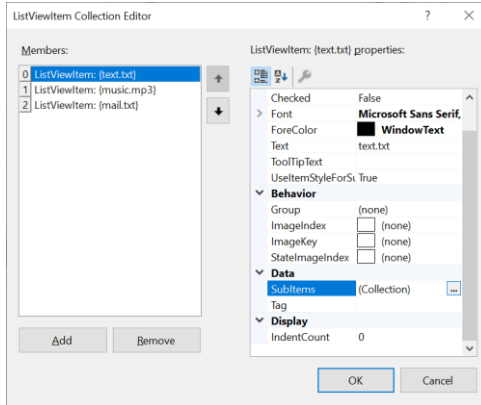 ListViewItem Collection Editor ? ×
Members:
0 ListViewItem: {text.txt}
1 ListViewItem: {music.mp3}
2 ListViewItem: {mail.txt}
Add Remove
ListViewItem: {text.txt} properties:
Checked False
Font Microsoft Sans Serif,
ForeColor WindowText
Text text.txt
ToolTipText
UseItemStyleForSu True
Behavior
Group (none)
ImageIndex (none)
ImageKey (none)
StateImageIndex (none)
Data
SubItems (Collection) ...
Tag
Display
IndentCount 0
OK Cancel